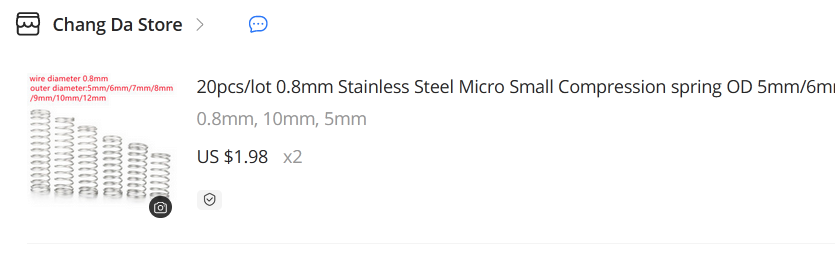 Chang Da Store
wire diameter 0.8mm
outer diameter:5mm/6mm/7mm/8mm
/9mm/10mm/12mm
20pcs/lot 0.8mm Stainless Steel Micro Small Compression spring OD 5mm/6m
0.8mm, 10mm, 5mm
US $1.98 x2